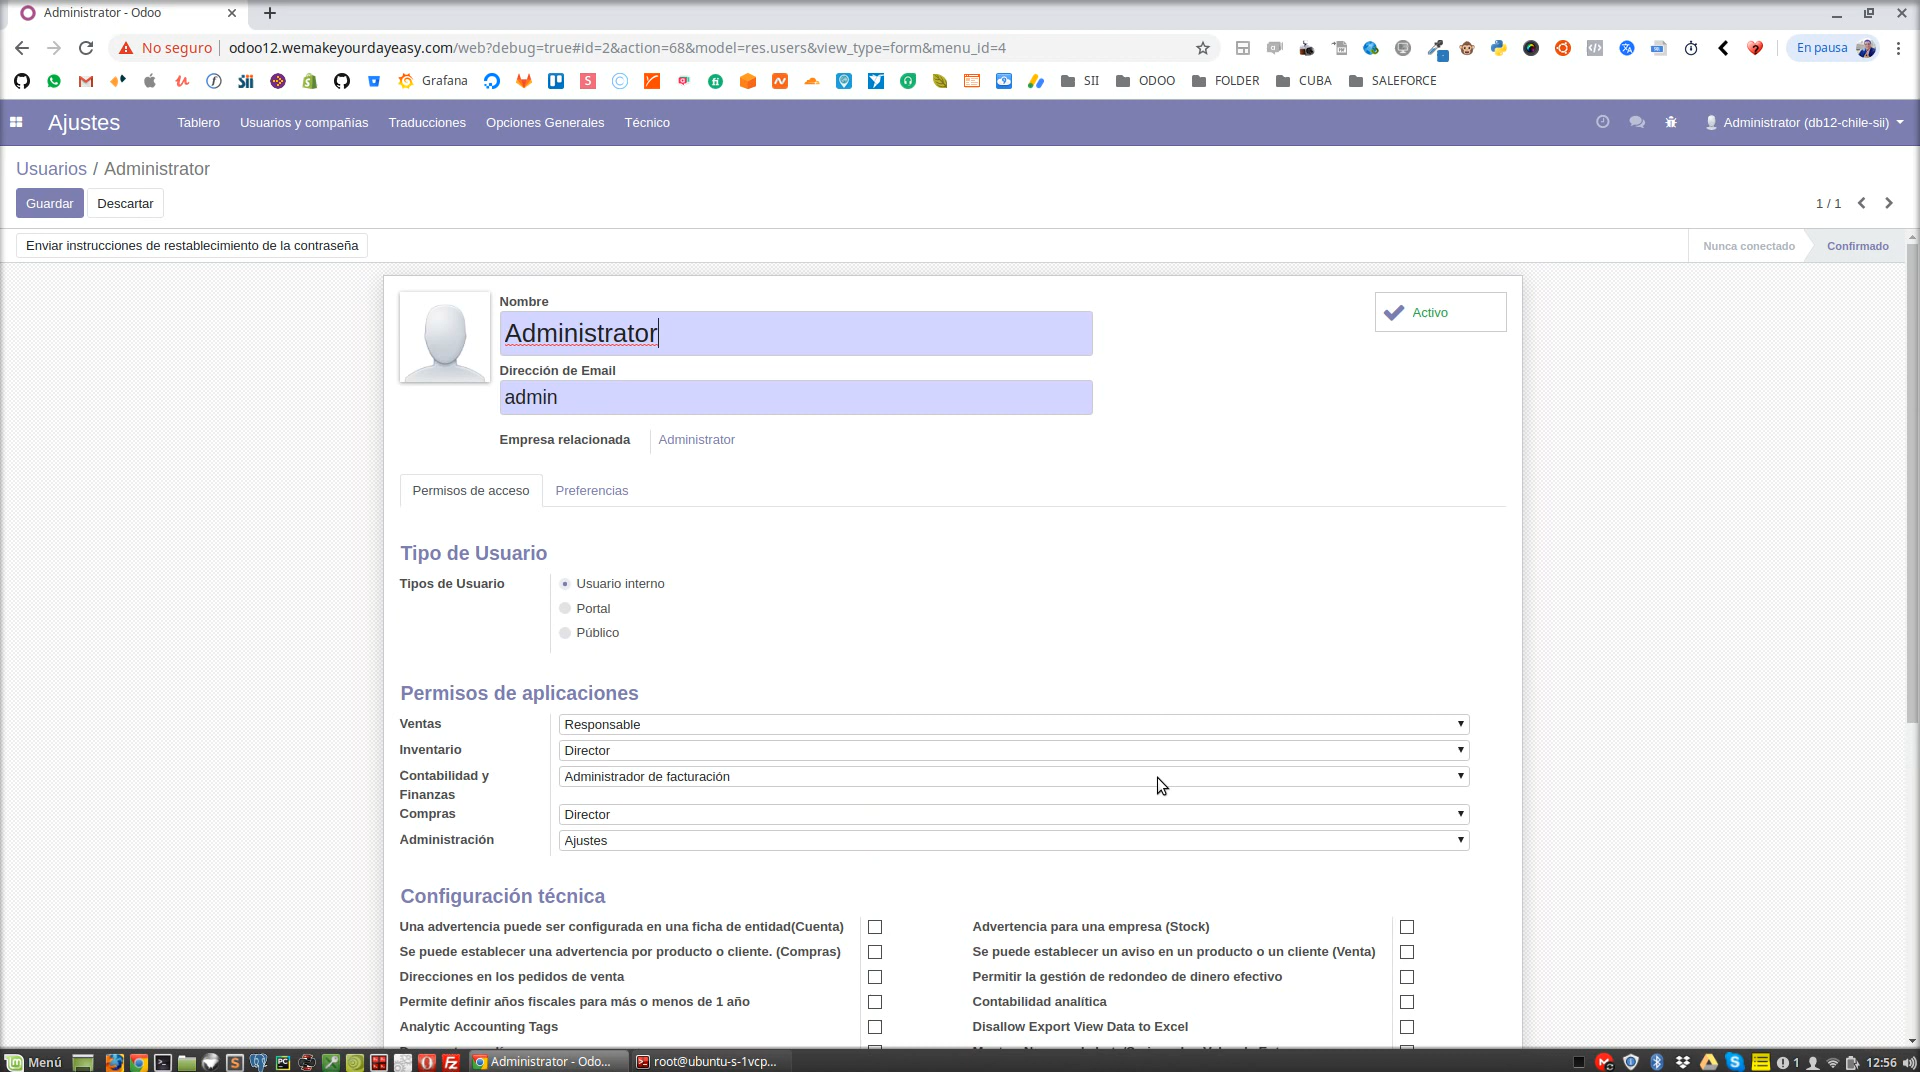 Administrator - Odoo
No seguro
odoo12.wemakeyourdayeasy.com/web?debug=true#id=2&action=68&model=res.users&view_type=form&menu_id=4
En pausa
Grafana
SII
ODOO
FOLDER
CUBA
SALEFORCE
Ajustes
Tablero
Usuarios y compañías
Traducciones
Opciones Generales
Técnico
Administrator (db12-chile-sii)
Usuarios / Administrator
Guardar
Descartar
1 / 1
Enviar instrucciones de restablecimiento de la contraseña
Nunca conectado
Confirmado
Nombre
Administrator
Activo
Dirección de Email
admin
Empresa relacionada
Administrator
Permisos de acceso
Preferencias
Tipo de Usuario
Tipos de Usuario
Usuario interno
Portal
Público
Permisos de aplicaciones
Ventas
Responsable
Inventario
Director
Contabilidad y
Finanzas
Administrador de facturación
Compras
Director
Administración
Ajustes
Configuración técnica
Una advertencia puede ser configurada en una ficha de entidad(Cuenta)
Advertencia para una empresa (Stock)
Se puede establecer una advertencia por producto o cliente. (Compras)
Se puede establecer un aviso en un producto o un cliente (Venta)
Direcciones en los pedidos de venta
Permitir la gestión de redondeo de dinero efectivo
Permite definir años fiscales para más o menos de 1 año
Contabilidad analítica
Analytic Accounting Tags
Disallow Export View Data to Excel
Menú
Administrator - Odo...
root@ubuntu-s-1vcp...
1
12:56